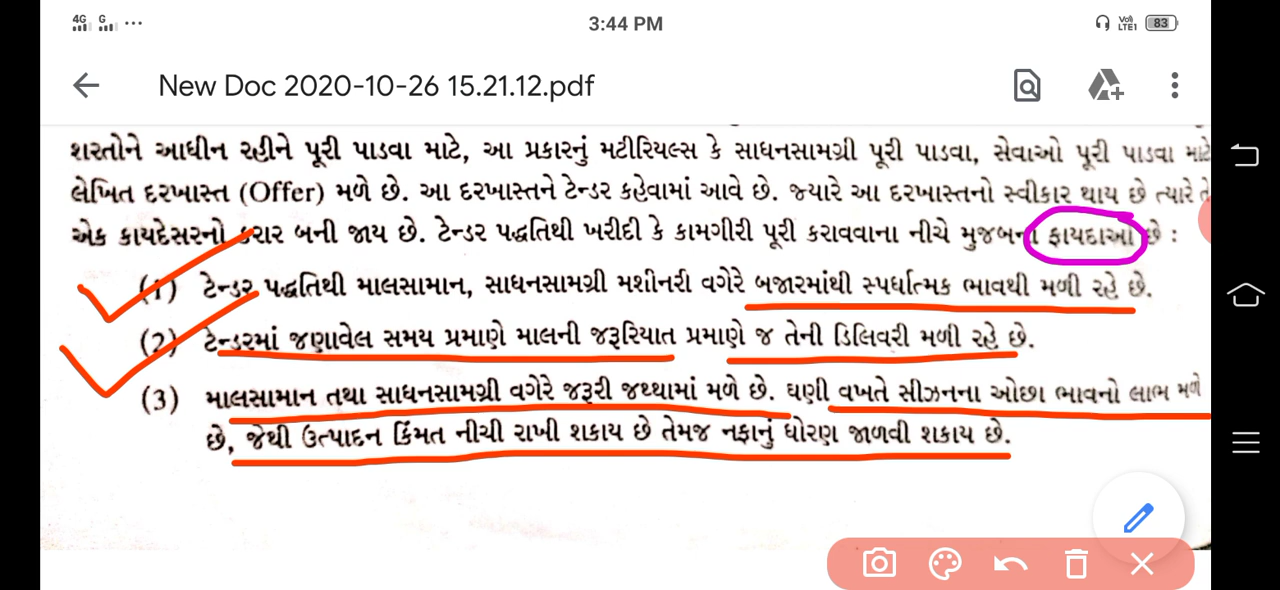 4G G ...
3:44 PM
Vo) LTE1 83
New Doc 2020-10-26 15.21.12.pdf
શરતોને આધીન રહીને પૂરી પાડવા માટે, આ પ્રકારનું મટીરિયલ્સ કે સાધનસામગ્રી પૂરી પાડવા, સેવાઓ પૂરી પાડવા માટે
લેખિત દરખાસ્ત (Offer) મળે છે. આ દરખાસ્તને ટેન્ડર કહેવામાં આવે છે. જ્યારે આ દરખાસ્તનો સ્વીકાર થાય છે ત્યારે તે
એક કાયદેસરનો કરાર બની જાય છે. ટેન્ડર પદ્ધતિથી ખરીદી કે કામગીરી પૂરી કરાવવાના નીચે મુજબના ફાયદાઓ છે :
(1) ટેન્ડર પદ્ધતિથી માલસામાન, સાધનસામગ્રી મશીનરી વગેરે બજારમાંથી સ્પર્ધાત્મક ભાવથી મળી રહે છે.
(2) ટેન્ડરમાં જણાવેલ સમય પ્રમાણે માલની જરૂરિયાત પ્રમાણે જ તેની ડિલિવરી મળી રહે છે.
(3) માલસામાન તથા સાધનસામગ્રી વગેરે જરૂરી જથ્થામાં મળે છે. ઘણી વખતે સીઝનના ઓછા ભાવનો લાભ મળે
છે, જેથી ઉત્પાદન કિંમત નીચી રાખી શકાય છે તેમજ નફાનું ધોરણ જાળવી શકાય છે.